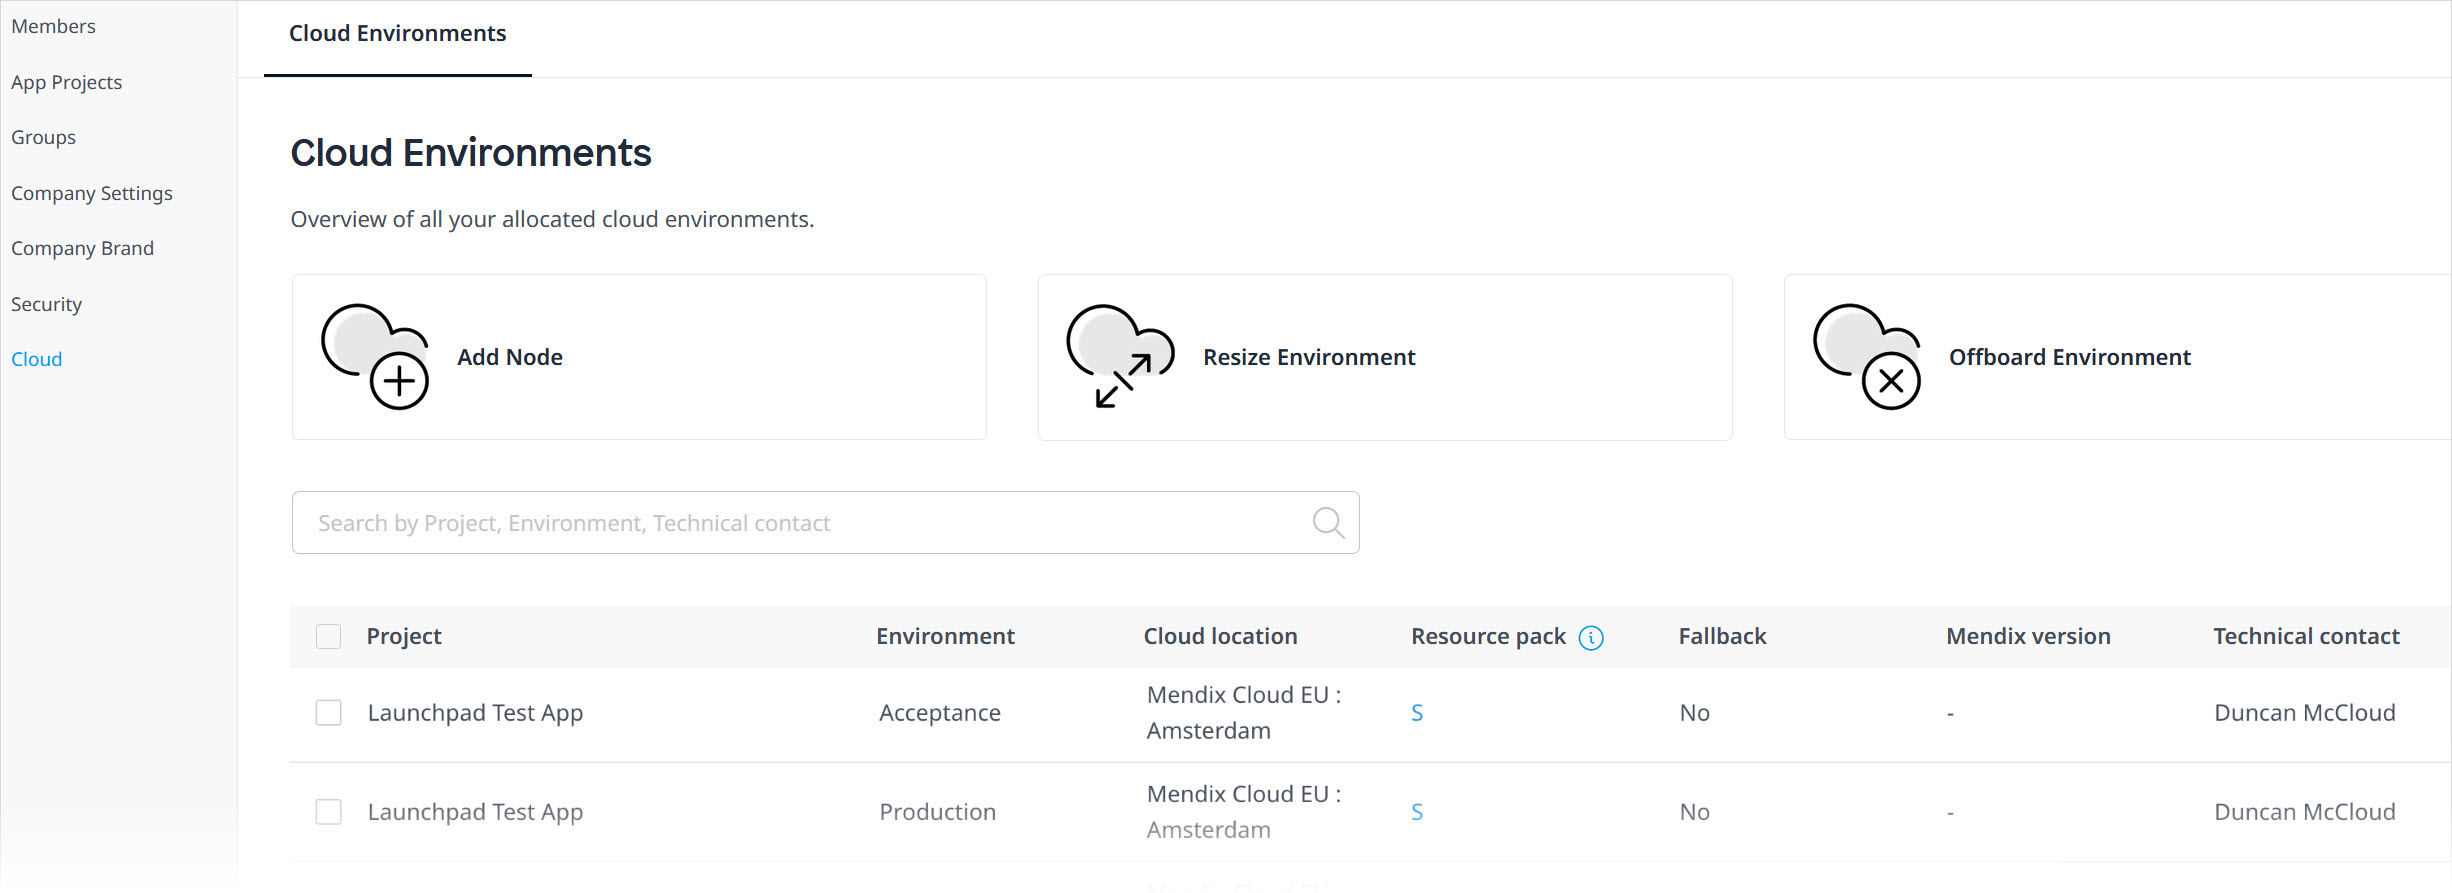 Members
App Projects
Groups
Company Settings
Company Brand
Security
Cloud
Cloud Environments
Cloud Environments
Overview of all your allocated cloud environments.
Add Node
Resize Environment
Offboard Environment
Search by Project, Environment, Technical contact
Project Environment Cloud location Resource pack Fallback Mendix version Technical contact
Launchpad Test App Acceptance Mendix Cloud EU : S No - Duncan McCloud
Amsterdam
Launchpad Test App Production Mendix Cloud EU : S No - Duncan McCloud
Amsterdam